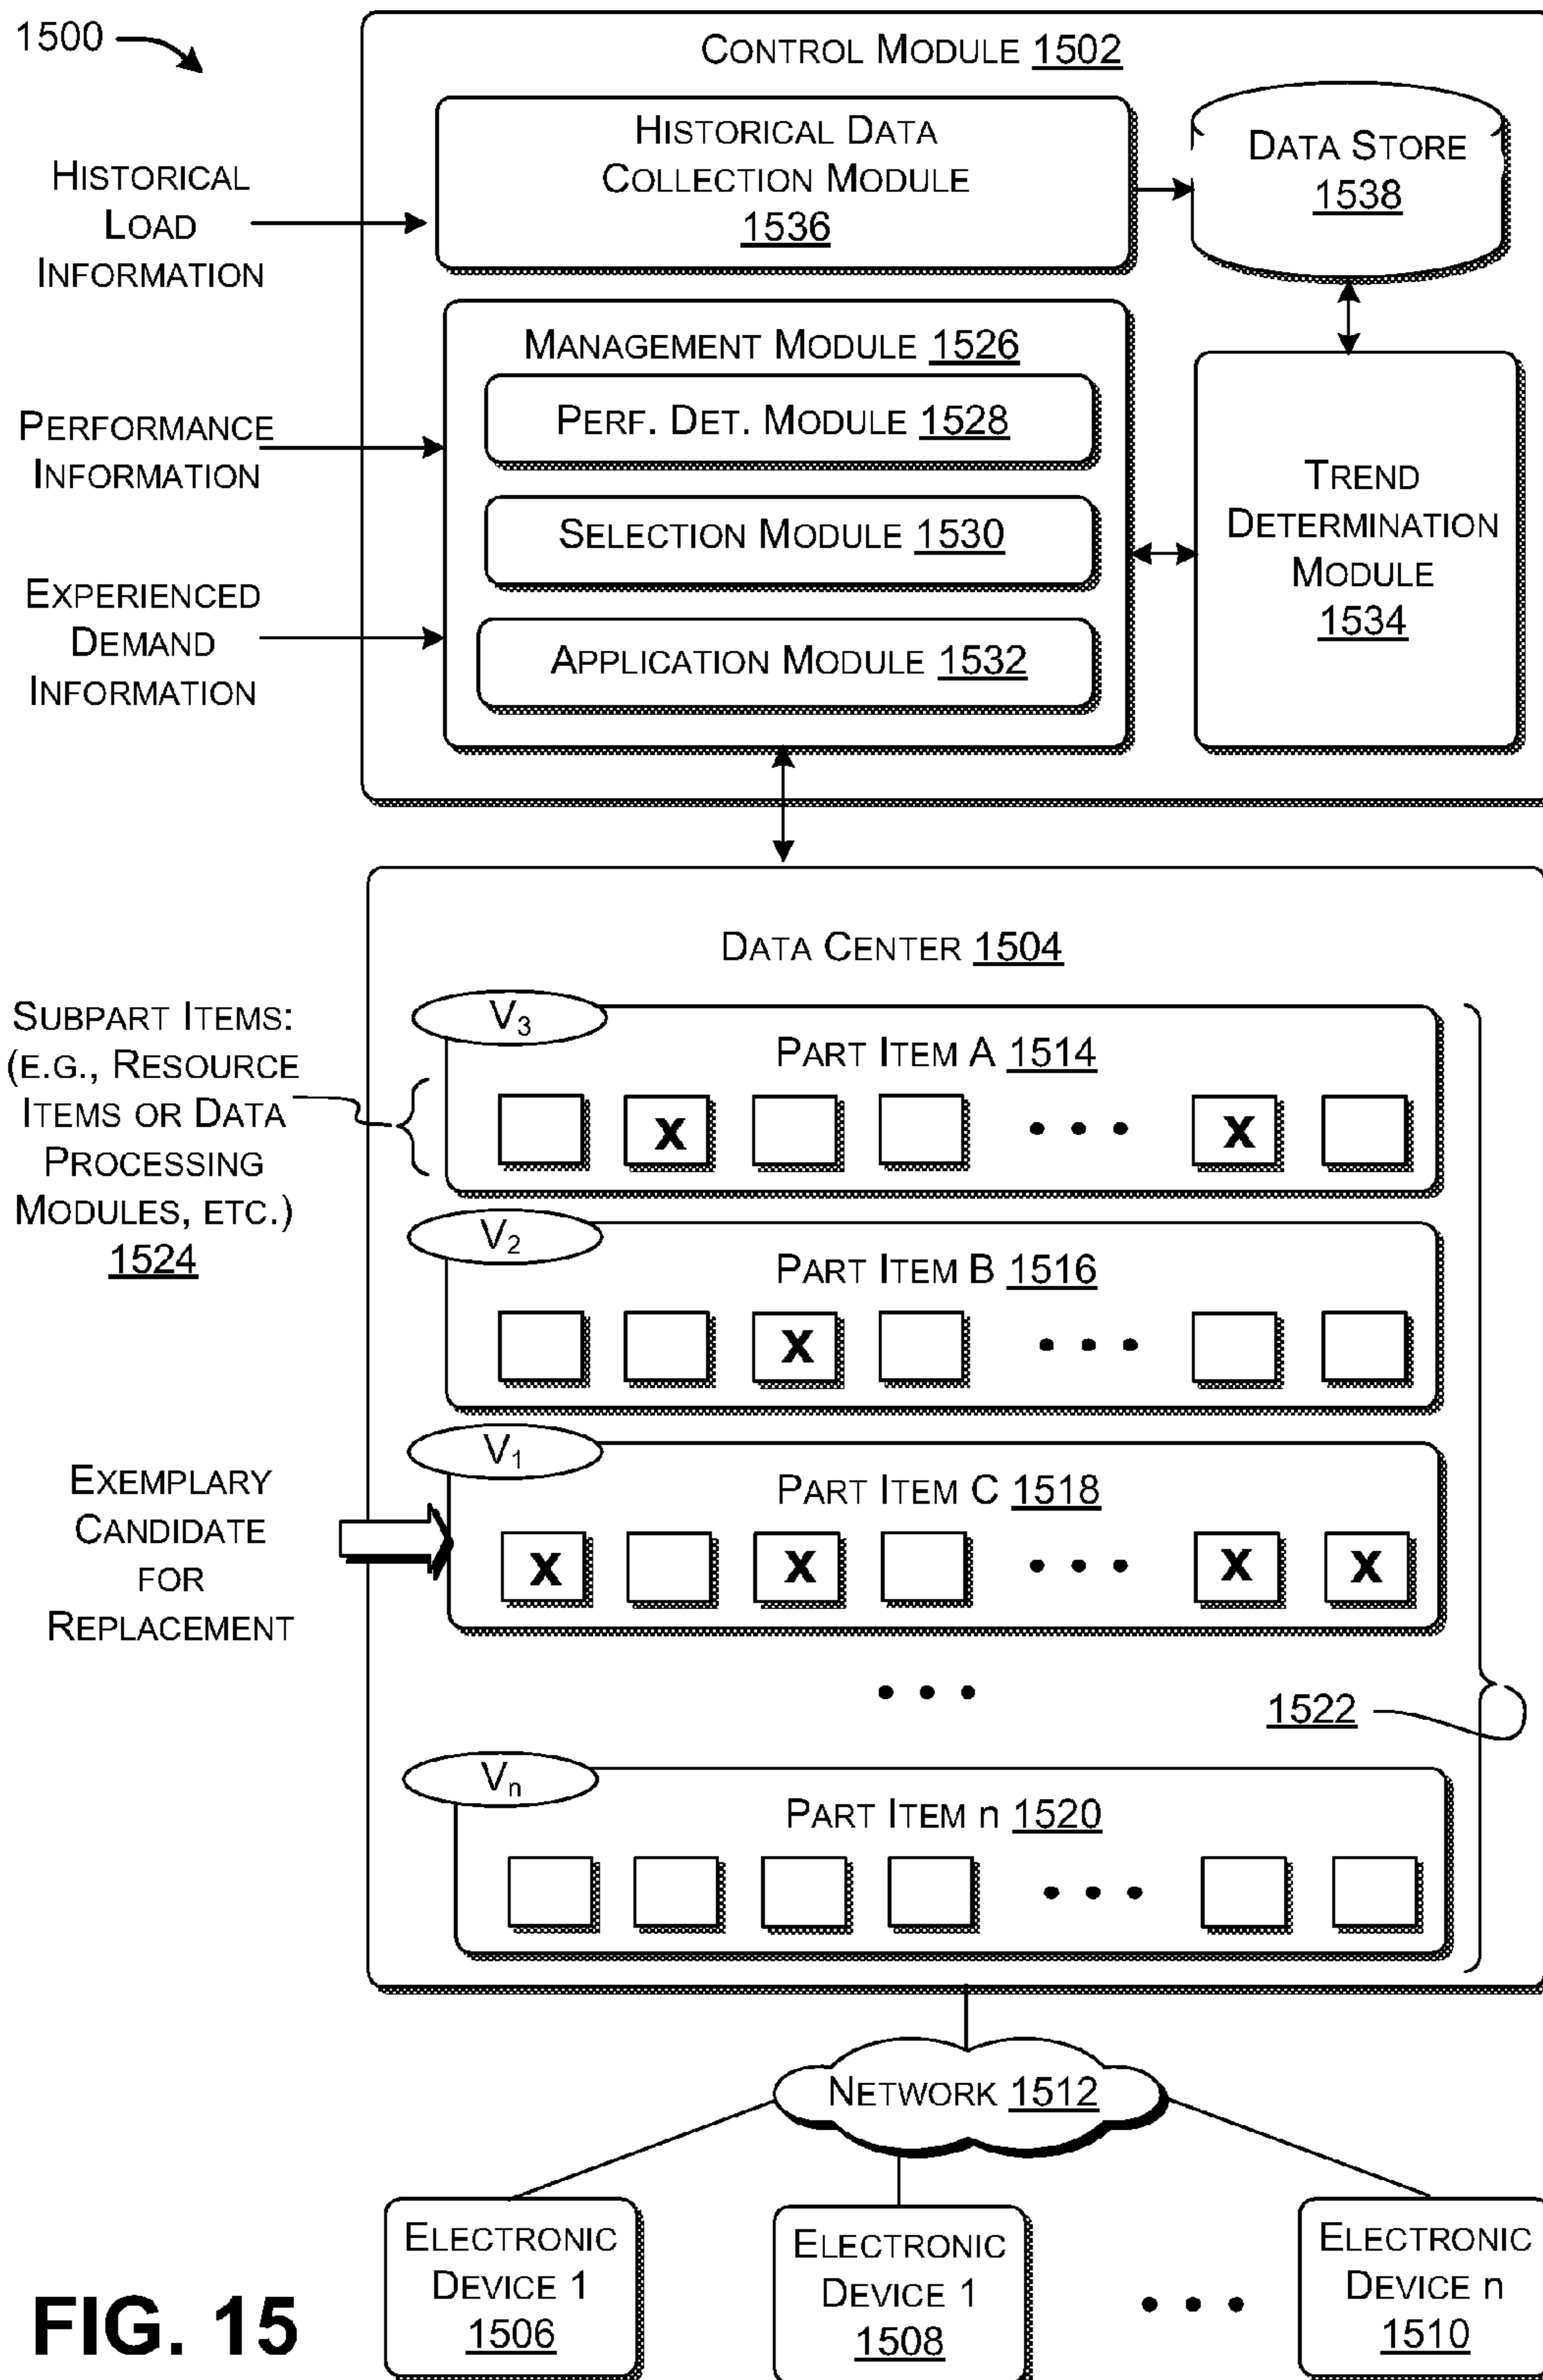 1500
CONTROL MODULE 1502
HISTORICAL DATA
COLLECTION MODULE
1536
DATA STORE
1538
HISTORICAL
LOAD
INFORMATION
MANAGEMENT MODULE 1526
PERF. DET. MODULE 1528
SELECTION MODULE 1530
APPLICATION MODULE 1532
TREND
DETERMINATION
MODULE
1534
PERFORMANCE
INFORMATION
EXPERIENCED
DEMAND
INFORMATION
DATA CENTER 1504
SUBPART ITEMS:
(E.G., RESOURCE
ITEMS OR DATA
PROCESSING
MODULES, ETC.)
1524
V3
PART ITEM A 1514
X X
V2
PART ITEM B 1516
X
EXEMPLARY
CANDIDATE
FOR
REPLACEMENT
V1
PART ITEM C 1518
X X X X
1522
Vn
PART ITEM n 1520
NETWORK 1512
ELECTRONIC
DEVICE 1
1506
ELECTRONIC
DEVICE 1
1508
ELECTRONIC
DEVICE n
1510
FIG. 15